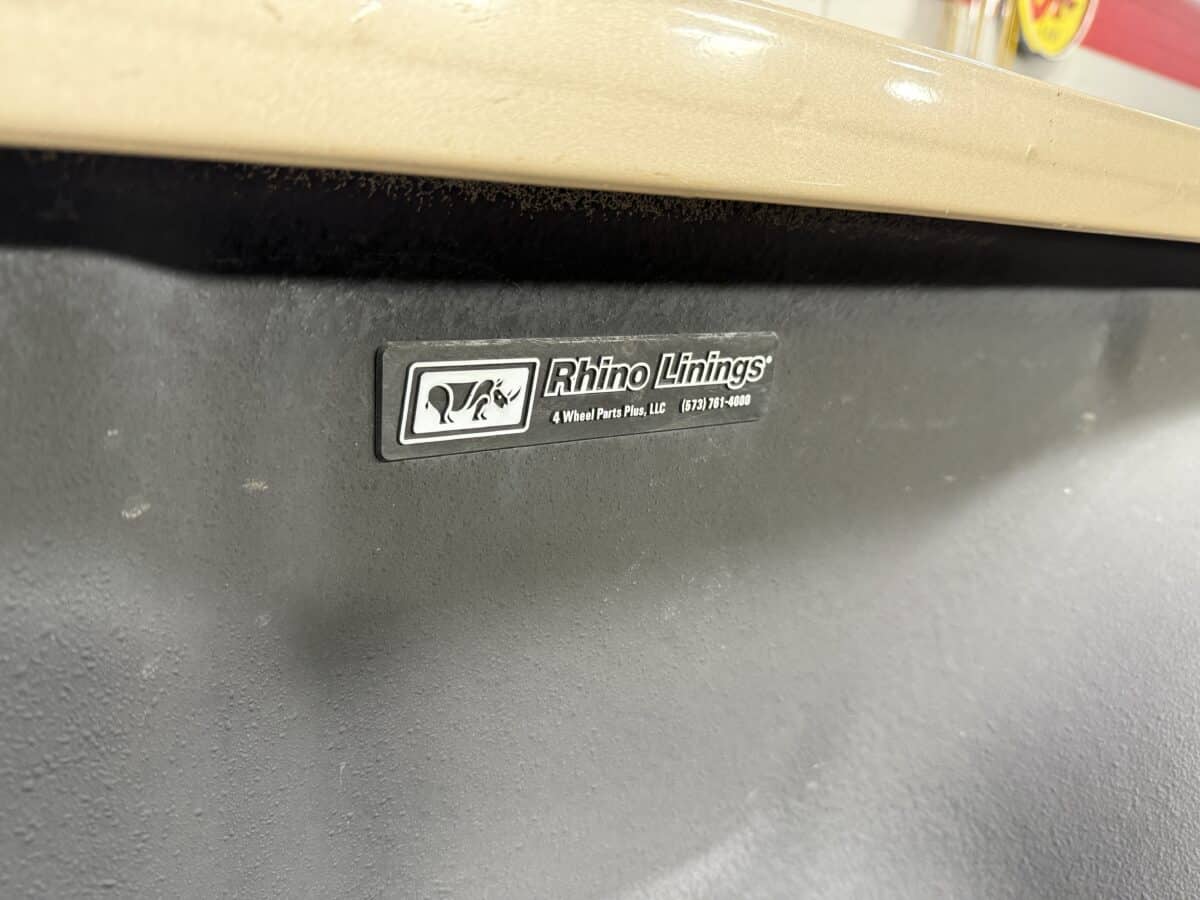 Rhino Linings®
4 Wheel Parts Plus, LLC (573) 761-4000